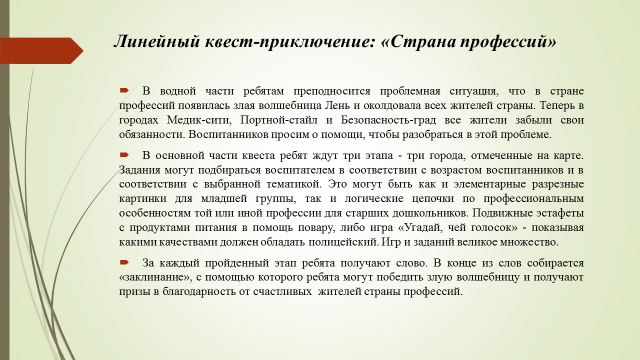 Линейный квест-приключение: «Страна профессий»
В водной части ребятам преподносится проблемная ситуация, что в стране
профессий появилась злая волшебница Лень и околдовала всех жителей страны. Теперь в
городах Медик-сити, Портной-стайл и Безопасность-град все жители забыли свои
обязанности. Воспитанников просим о помощи, чтобы разобраться в этой проблеме.
В основной части квеста ребят ждут три этапа - три города, отмеченные на карте.
Задания могут подбираться воспитателем в соответствии с возрастом воспитанников и в
соответствии с выбранной тематикой. Это могут быть как и элементарные разрезные
картинки для младшей группы, так и логические цепочки по профессиональным
особенностям той или иной профессии для старших дошкольников. Подвижные эстафеты
с продуктами питания в помощь повару, либо игра «Угадай, чей голосок» - показывая
какими качествами должен обладать полицейский. Игр и заданий великое множество.
За каждый пройденный этап ребята получают слово. В конце из слов собирается
«заклинание», с помощью которого ребята могут победить злую волшебницу и получают
призы в благодарность от счастливых жителей страны профессий.